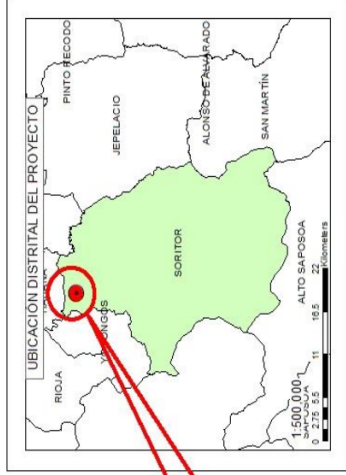 UBICACIÓN DISTRITAL DEL PROYECTO
PINTO RECODO
RIOJA
JEPELACIO
ALONSO DE ALVARADO
SORITOR
SAN MARTÍN
ALTO SAPOSOA
SAPOSOA
1:500,000
0 2.75 5.5 11 16.5 22
Kilometers